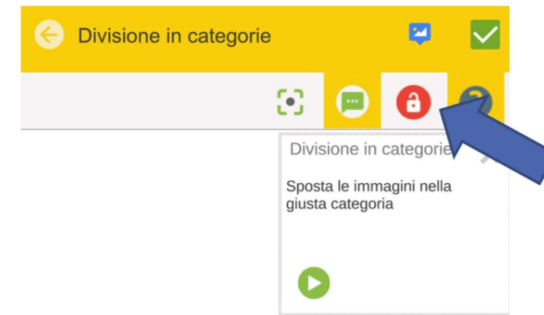 Divisione in categorie
Divisione in categorie
Sposta le immagini nella
giusta categoria